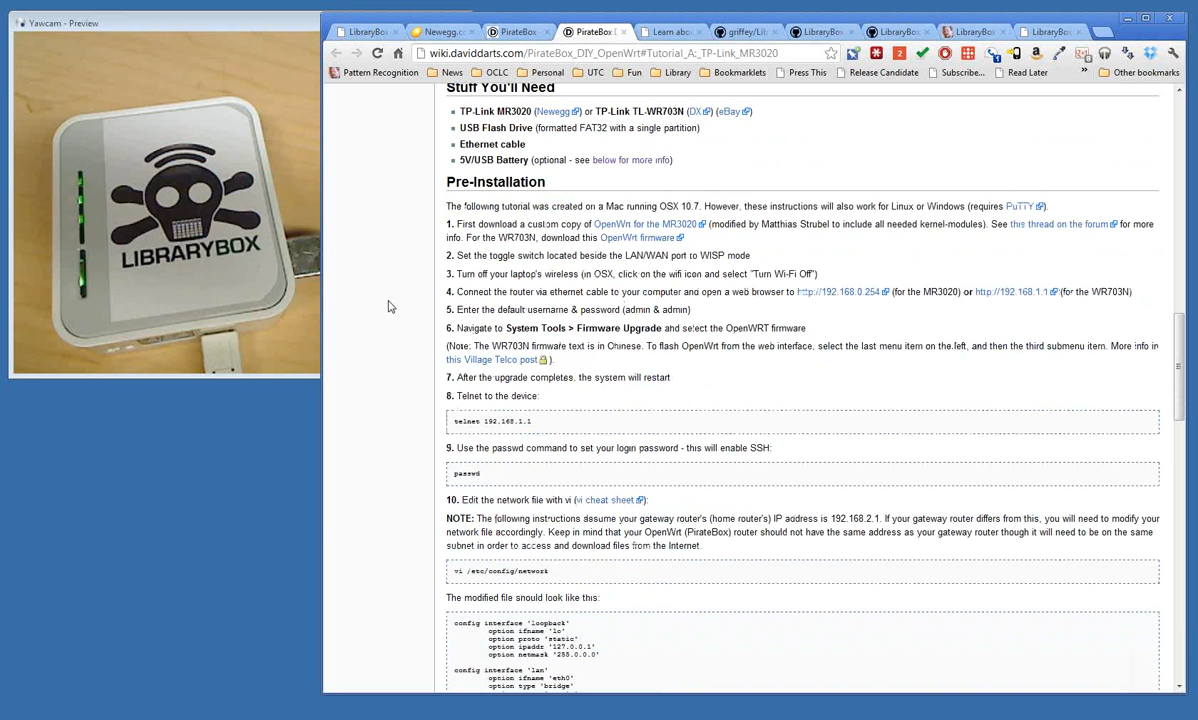 Yawcam - Preview
LibraryBox
Newegg.c
PirateBox
PirateBox D
Learn abou
griffey/Lib
LibraryBox
LibraryBox
LibraryBox
LibraryBox
wiki.daviddarts.com/PirateBox_DIY_OpenWrt#Tutorial_A:_TP-Link_MR3020
Pattern Recognition
News
OCLC
Personal
UTC
Fun
Library
Bookmarklets
Press This
Release Candidate
Subscribe...
Read Later
»
Other bookmarks
LIBRARYBOX
Stuff You'll Need
TP-Link MR3020 (Newegg) or TP-Link TL-WR703N (DX) (eBay)
USB Flash Drive (formatted FAT32 with a single partition)
Ethernet cable
5V/USB Battery (optional - see below for more info)
Pre-Installation
The following tutorial was created on a Mac running OSX 10.7. However, these instructions will also work for Linux or Windows (requires PuTTY).
1. First download a custom copy of OpenWrt for the MR3020 (modified by Matthias Strubel to include all needed kernel-modules). See this thread on the forum for more
info. For the WR703N, download this OpenWrt firmware
2. Set the toggle switch located beside the LAN/WAN port to WISP mode
3. Turn off your laptop's wireless (in OSX, click on the wifi icon and select "Turn Wi-Fi Off")
4. Connect the router via ethernet cable to your computer and open a web browser to http://192.168.0.254 (for the MR3020) or http://192.168.1.1 (for the WR703N)
5. Enter the default username & password (admin & admin)
6. Navigate to System Tools > Firmware Upgrade and select the OpenWRT firmware
(Note: The WR703N firmware text is in Chinese. To flash OpenWrt from the web interface, select the last menu item on the left, and then the third submenu item. More info in
this Village Telco post).
7. After the upgrade completes, the system will restart
8. Telnet to the device:
telnet 192.168.1.1
9. Use the passwd command to set your login password - this will enable SSH:
passwd
10. Edit the network file with vi (vi cheat sheet):
NOTE: The following instructions assume your gateway router's (home router's) IP address is 192.168.2.1. If your gateway router differs from this, you will need to modify your
network file accordingly. Keep in mind that your OpenWrt (PirateBox) router should not have the same address as your gateway router though it will need to be on the same
subnet in order to access and download files from the Internet.
vi /etc/config/network
The modified file should look like this:
config interface 'loopback'
option ifname 'lo'
option proto 'static'
option ipaddr '127.0.0.1'
option netmask '255.0.0.0'
config interface 'lan'
option ifname 'eth0'
option type 'bridge'